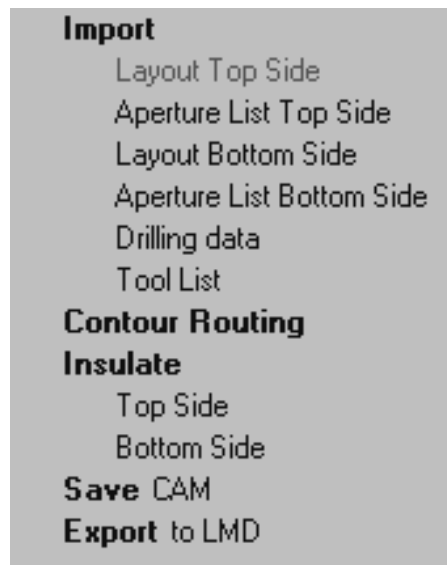 Import
Layout Top Side
Aperture List Top Side
Layout Bottom Side
Aperture List Bottom Side
Drilling data
Tool List
Contour Routing
Insulate
Top Side
Bottom Side
Save CAM
Export to LMD